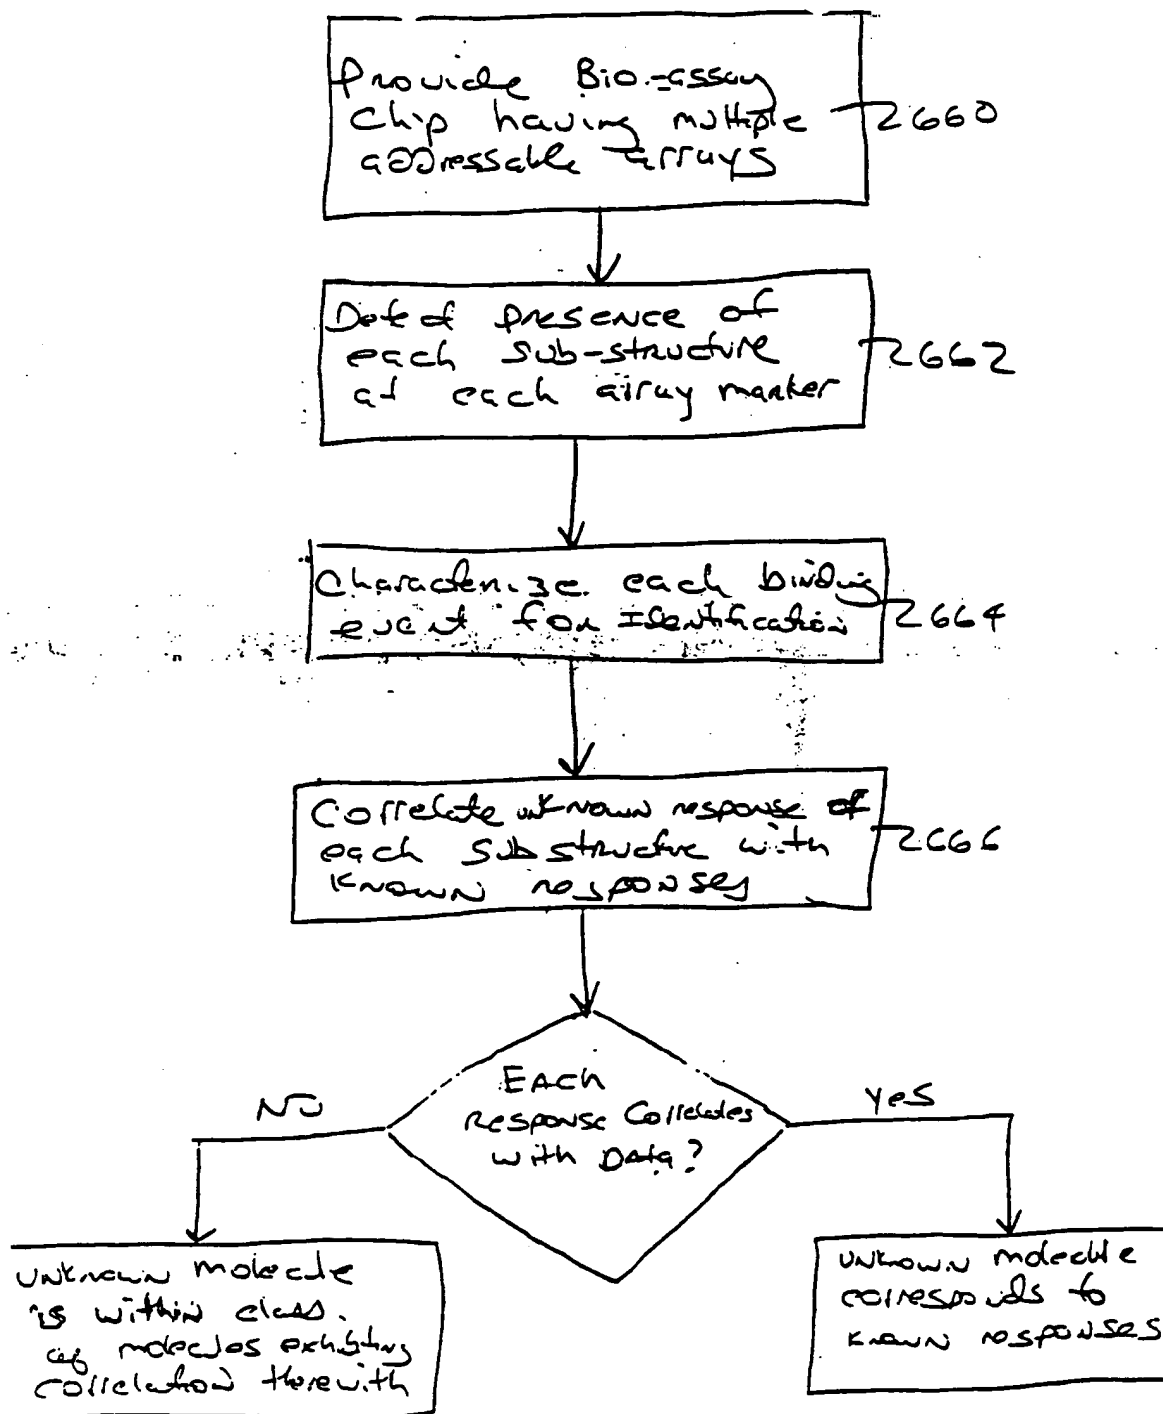 Provide Bio-assay
Chip having multiple
addressable arrays
2660
Detect presence of
each sub-structure
at each array marker
2662
Characterize each binding
event for Identification
2664
Correlate unknown response of
each substructure with
known responses
2666
EACH
RESPONSE Correlates
with DATA?
NO
Yes
UNKNOWN molecule
is within class
of molecules exhibiting
correlation therewith
UNKNOWN molecule
corresponds to
known responses